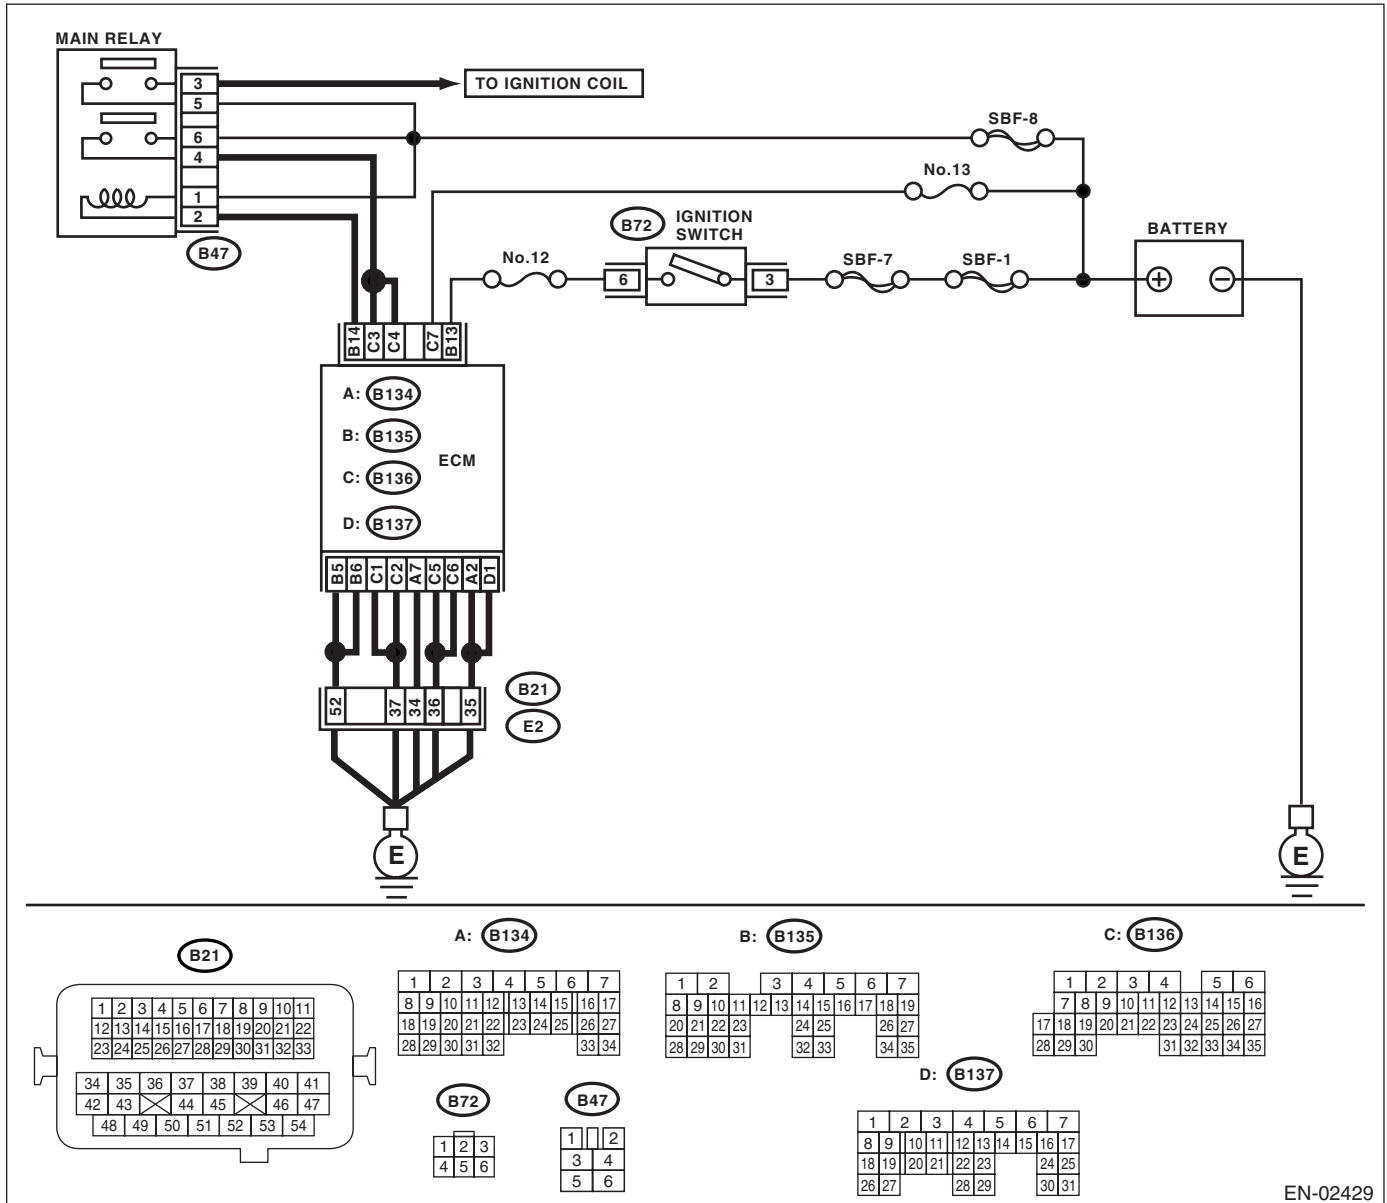 MAIN RELAY
3
TO IGNITION COIL
5
6
SBF-8
4
No.13
1
2
B47
B72
IGNITION
SWITCH
BATTERY
No.12
6
3
SBF-7
SBF-1
B14 C3 C4 C7 B13
A: B134
B: B135
ECM
C: B136
D: B137
B5 B6 C1 C2 A7 C5 C6 A2 D1
52 37 34 36 35
B21
E2
E
E
B21
1 2 3 4 5 6 7 8 9 10 11
12 13 14 15 16 17 18 19 20 21 22
23 24 25 26 27 28 29 30 31 32 33
34 35 36 37 38 39 40 41
42 43 44 45 46 47
48 49 50 51 52 53 54
A: B134
1 2 3 4 5 6 7
8 9 10 11 12 13 14 15 16 17
18 19 20 21 22 23 24 25 26 27
28 29 30 31 32 33 34
B: B135
1 2 3 4 5 6 7
8 9 10 11 12 13 14 15 16 17 18 19
20 21 22 23 24 25 26 27
28 29 30 31 32 33 34 35
C: B136
1 2 3 4 5 6
7 8 9 10 11 12 13 14 15 16
17 18 19 20 21 22 23 24 25 26 27
28 29 30 31 32 33 34 35
B72
1 2 3
4 5 6
B47
1 2
3 4
5 6
D: B137
1 2 3 4 5 6 7
8 9 10 11 12 13 14 15 16 17
18 19 20 21 22 23 24 25
26 27 28 29 30 31
EN-02429